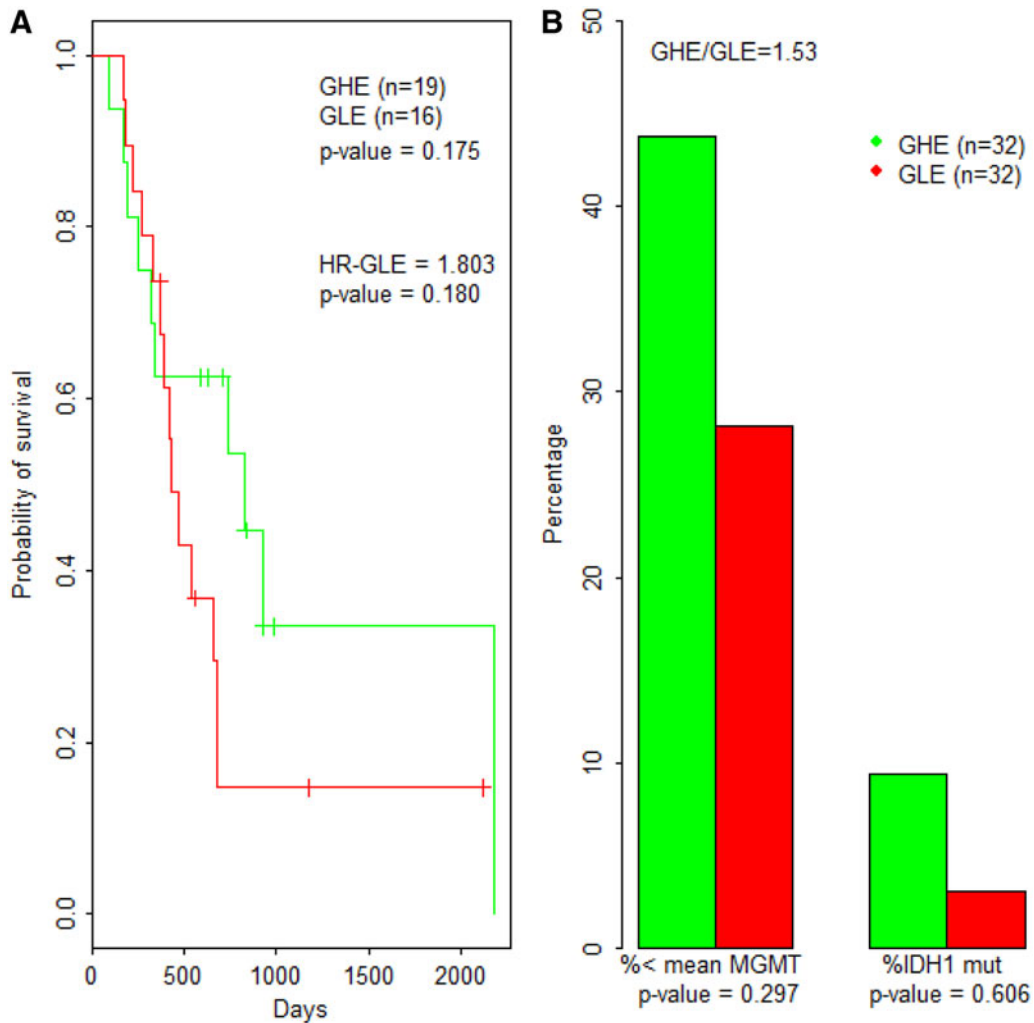 A
GHE (n=19)
GLE (n=16)
p-value = 0.175
HR-GLE = 1.803
p-value = 0.180
Probability of survival
1.0
0.8
0.6
0.4
0.2
0.0
0 500 1000 1500 2000
Days
B
GHE/GLE=1.53
GHE (n=32)
GLE (n=32)
Percentage
50
40
30
20
10
0
%< mean MGMT %IDH1 mut
p-value = 0.297 p-value = 0.606